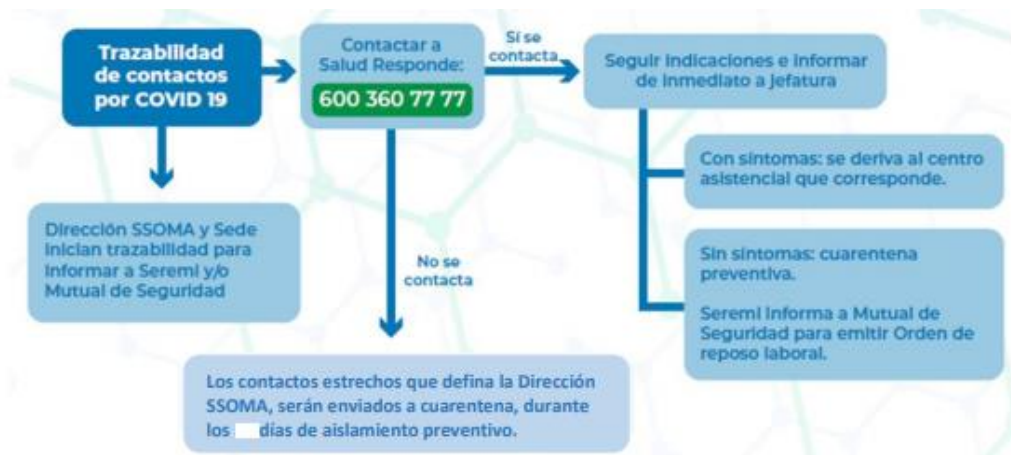 Trazabilidad
de contactos
por COVID 19
Contactar a
Salud Responde:
600 360 77 77
Sí se
contacta
Seguir indicaciones e informar
de inmediato a jefatura
Con síntomas: se deriva al centro
asistencial que corresponde.
Sin síntomas: cuarentena
preventiva.
Seremi informa a Mutual de
Seguridad para emitir Orden de
reposo laboral.
Dirección SSOMA y Sede
inician trazabilidad para
informar a Seremi y/o
Mutual de Seguridad
No se
contacta
Los contactos estrechos que defina la Dirección
SSOMA, serán enviados a cuarentena, durante
los días de aislamiento preventivo.